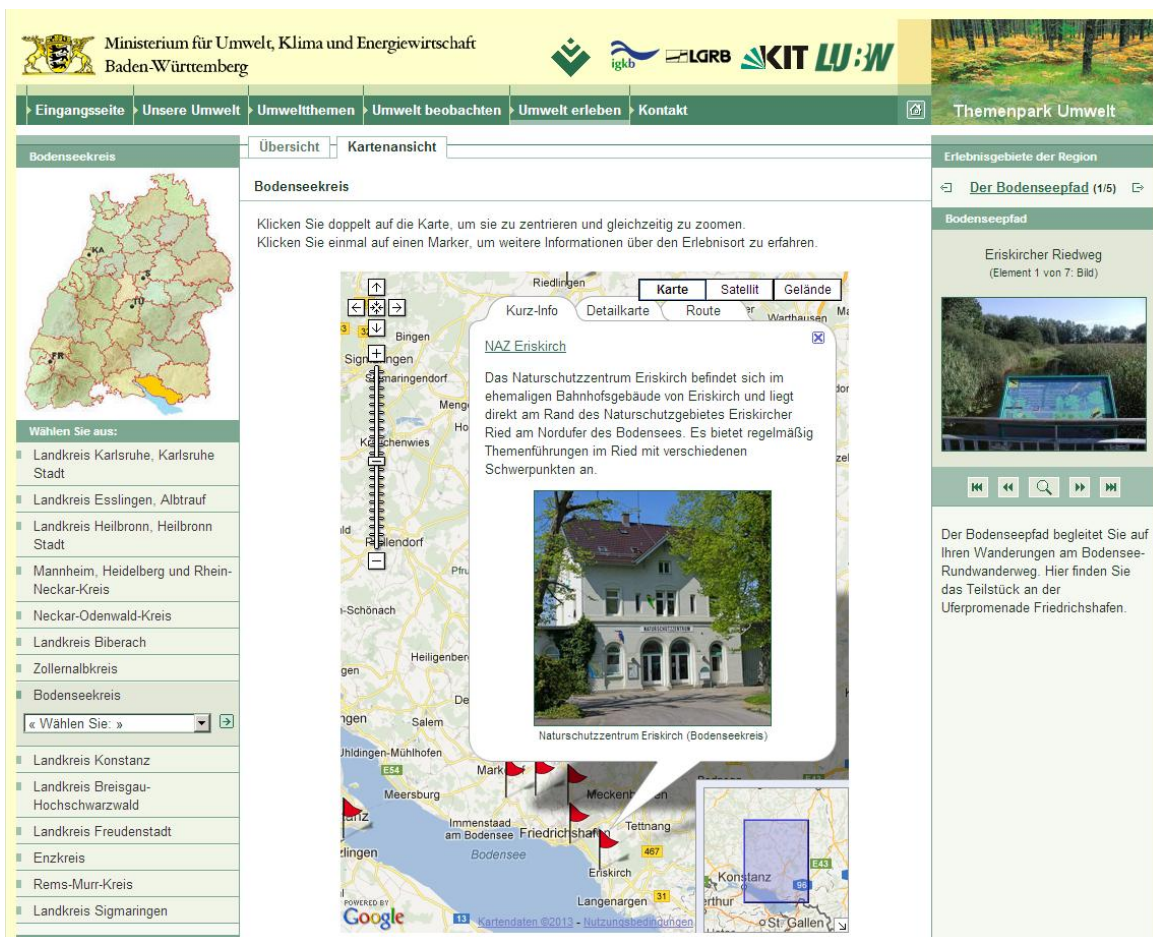 Ministerium für Umwelt, Klima und Energiewirtschaft
Baden-Württemberg
igkb
LGRB
KIT
LUBW
Eingangsseite
Unsere Umwelt
Umweltthemen
Umwelt beobachten
Umwelt erleben
Kontakt
Themenpark Umwelt
Bodenseekreis
KA
S
TÜ
FR
Wählen Sie aus:
Landkreis Karlsruhe, Karlsruhe
Stadt
Landkreis Esslingen, Albtrauf
Landkreis Heilbronn, Heilbronn
Stadt
Mannheim, Heidelberg und Rhein-
Neckar-Kreis
Neckar-Odenwald-Kreis
Landkreis Biberach
Zollernalbkreis
Bodenseekreis
« Wählen Sie: »
Landkreis Konstanz
Landkreis Breisgau-
Hochschwarzwald
Landkreis Freudenstadt
Enzkreis
Rems-Murr-Kreis
Landkreis Sigmaringen
Übersicht
Kartenansicht
Bodenseekreis
Klicken Sie doppelt auf die Karte, um sie zu zentrieren und gleichzeitig zu zoomen.
Klicken Sie einmal auf einen Marker, um weitere Informationen über den Erlebnisort zu erfahren.
Riedlingen
Karte
Satellit
Gelände
Kurz-Info
Detailkarte
Route
Warthausen
Bingen
NAZ Eriskirch
Das Naturschutzzentrum Eriskirch befindet sich im
ehemaligen Bahnhofsgebäude von Eriskirch und liegt
direkt am Rand des Naturschutzgebietes Eriskircher
Ried am Nordufer des Bodensees. Es bietet regelmäßig
Themenführungen im Ried mit verschiedenen
Schwerpunkten an.
NATURSCHUTZZENTRUM
Naturschutzzentrum Eriskirch (Bodenseekreis)
Salem
Uhldingen-Mühlhofen
E54
Meersburg
Immenstaad
am Bodensee
Friedrichshafen
Tettnang
Bodensee
467
Eriskirch
Langenargen
31
13
POWERED BY
Google
Kartendaten ©2013 - Nutzungsbedingungen
Konstanz
E43
96
St. Gallen
Erlebnisgebiete der Region
Der Bodenseepfad (1/5)
Bodenseepfad
Eriskircher Riedweg
(Element 1 von 7: Bild)
Der Bodenseepfad begleitet Sie auf
Ihren Wanderungen am Bodensee-
Rundwanderweg. Hier finden Sie
das Teilstück an der
Uferpromenade Friedrichshafen.